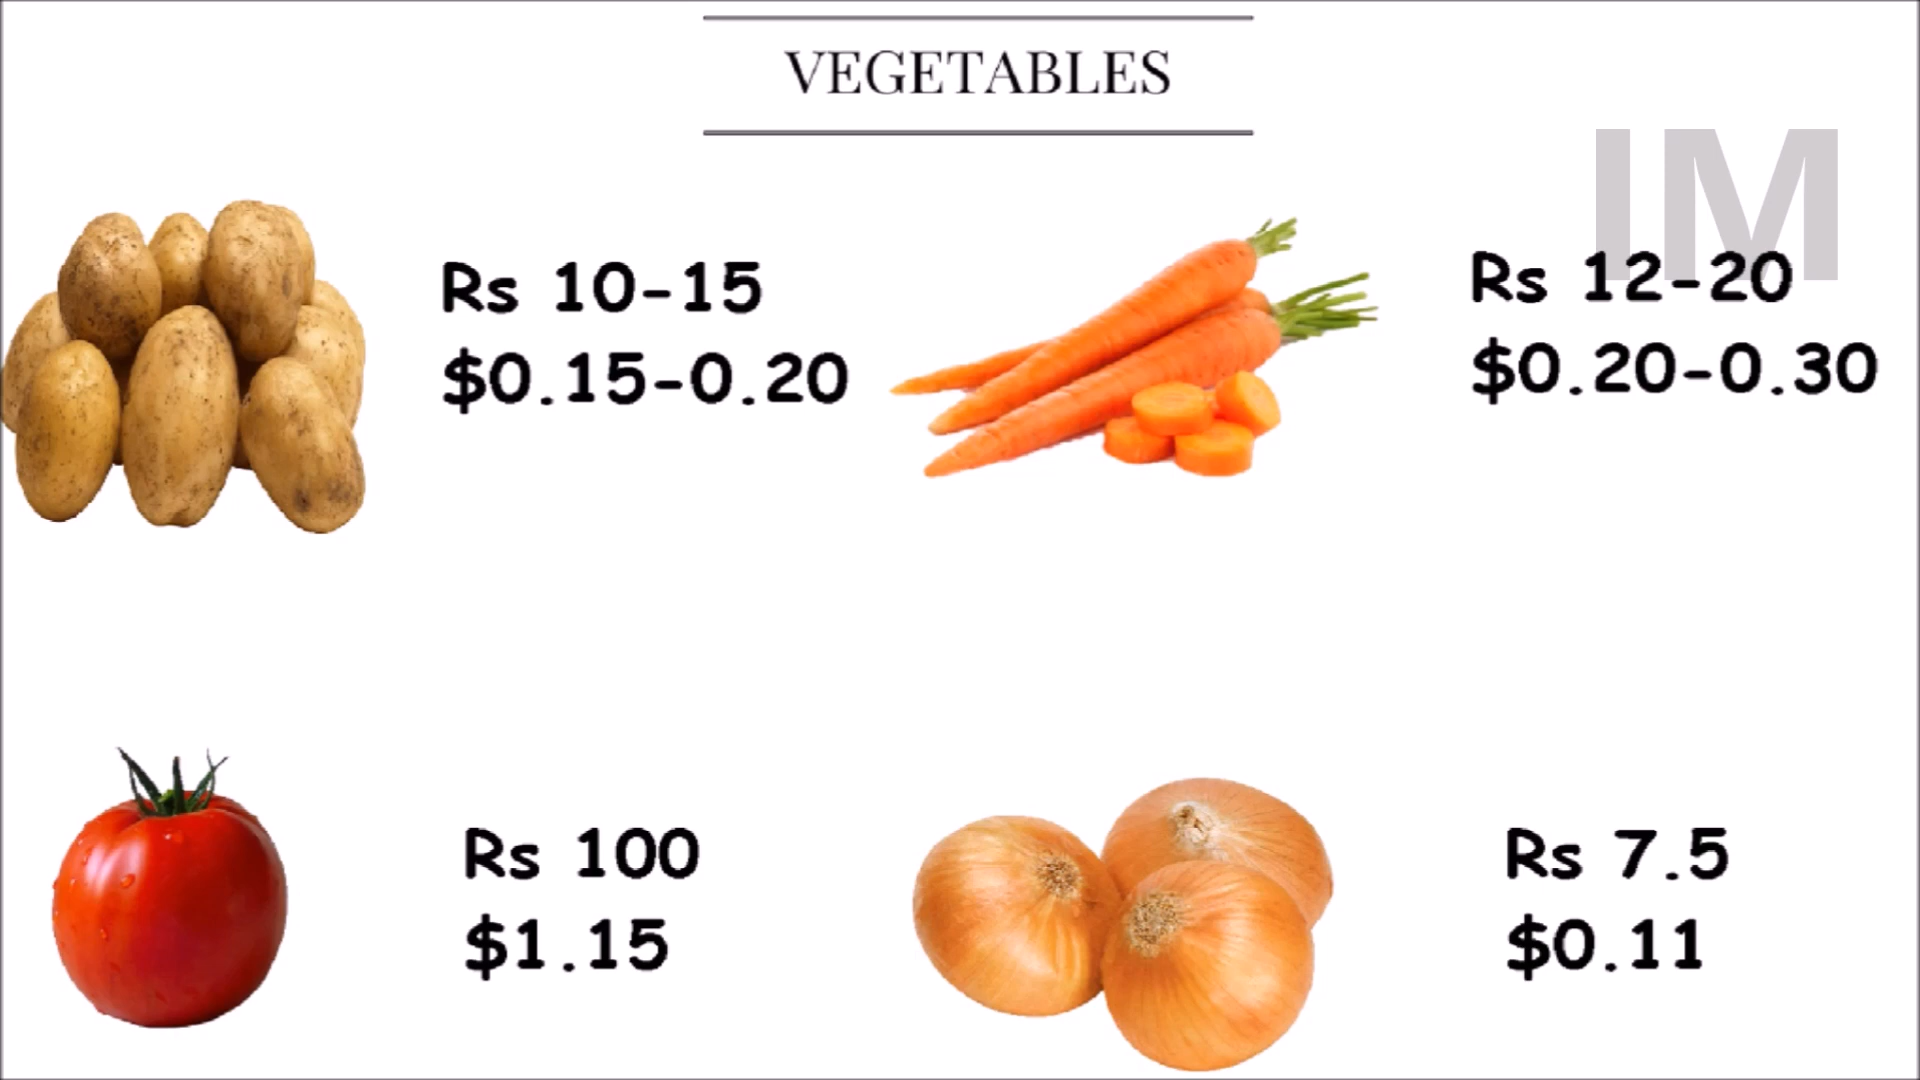 VEGETABLES
IM
Rs 10-15
$0.15-0.20
Rs 12-20
$0.20-0.30
Rs 100
$1.15
Rs 7.5
$0.11